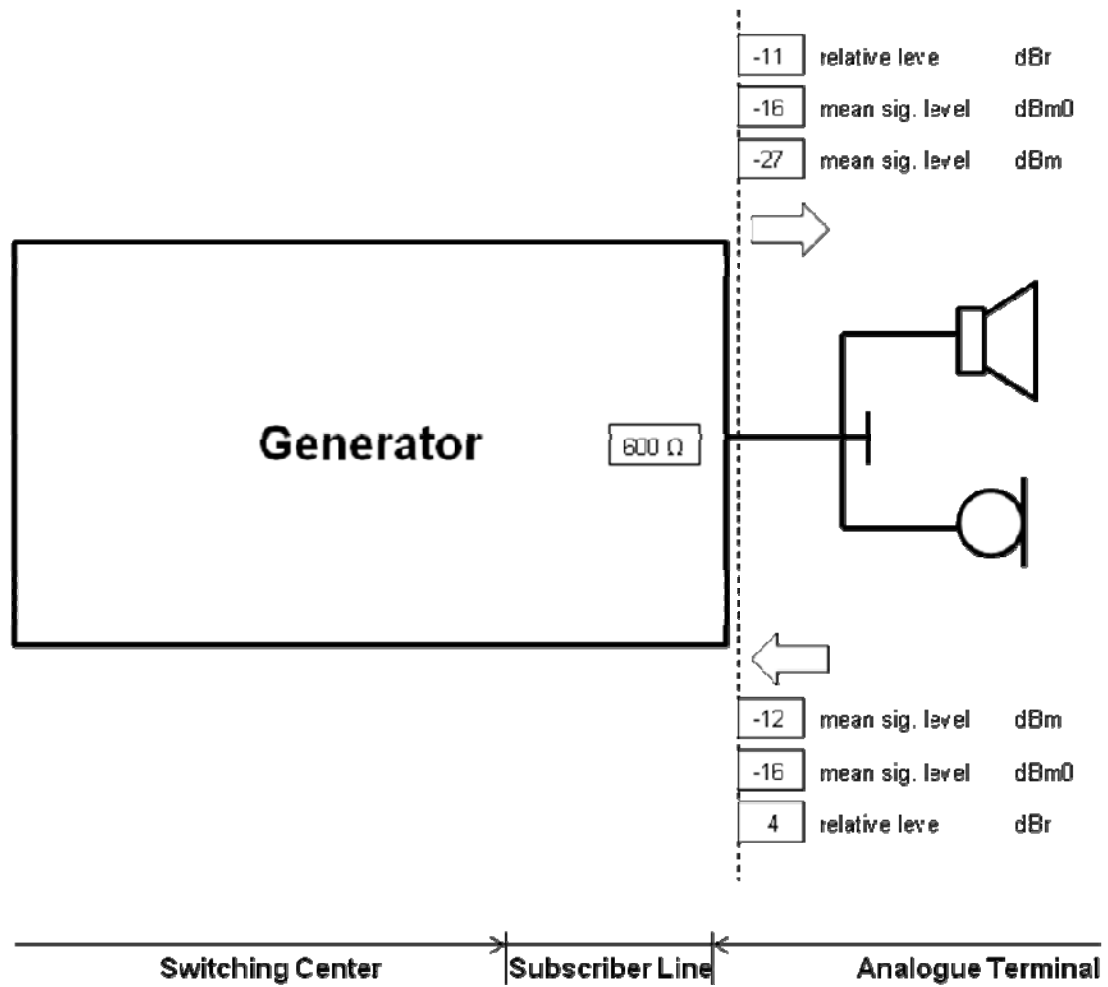 -11 relative leve dBr
-16 mean sig. level dBm0
-27 mean sig. level dBm
Generator
600 Ω
-12 mean sig. level dBm
-16 mean sig. level dBm0
4 relative leve dBr
Switching Center Subscriber Line Analogue Terminal